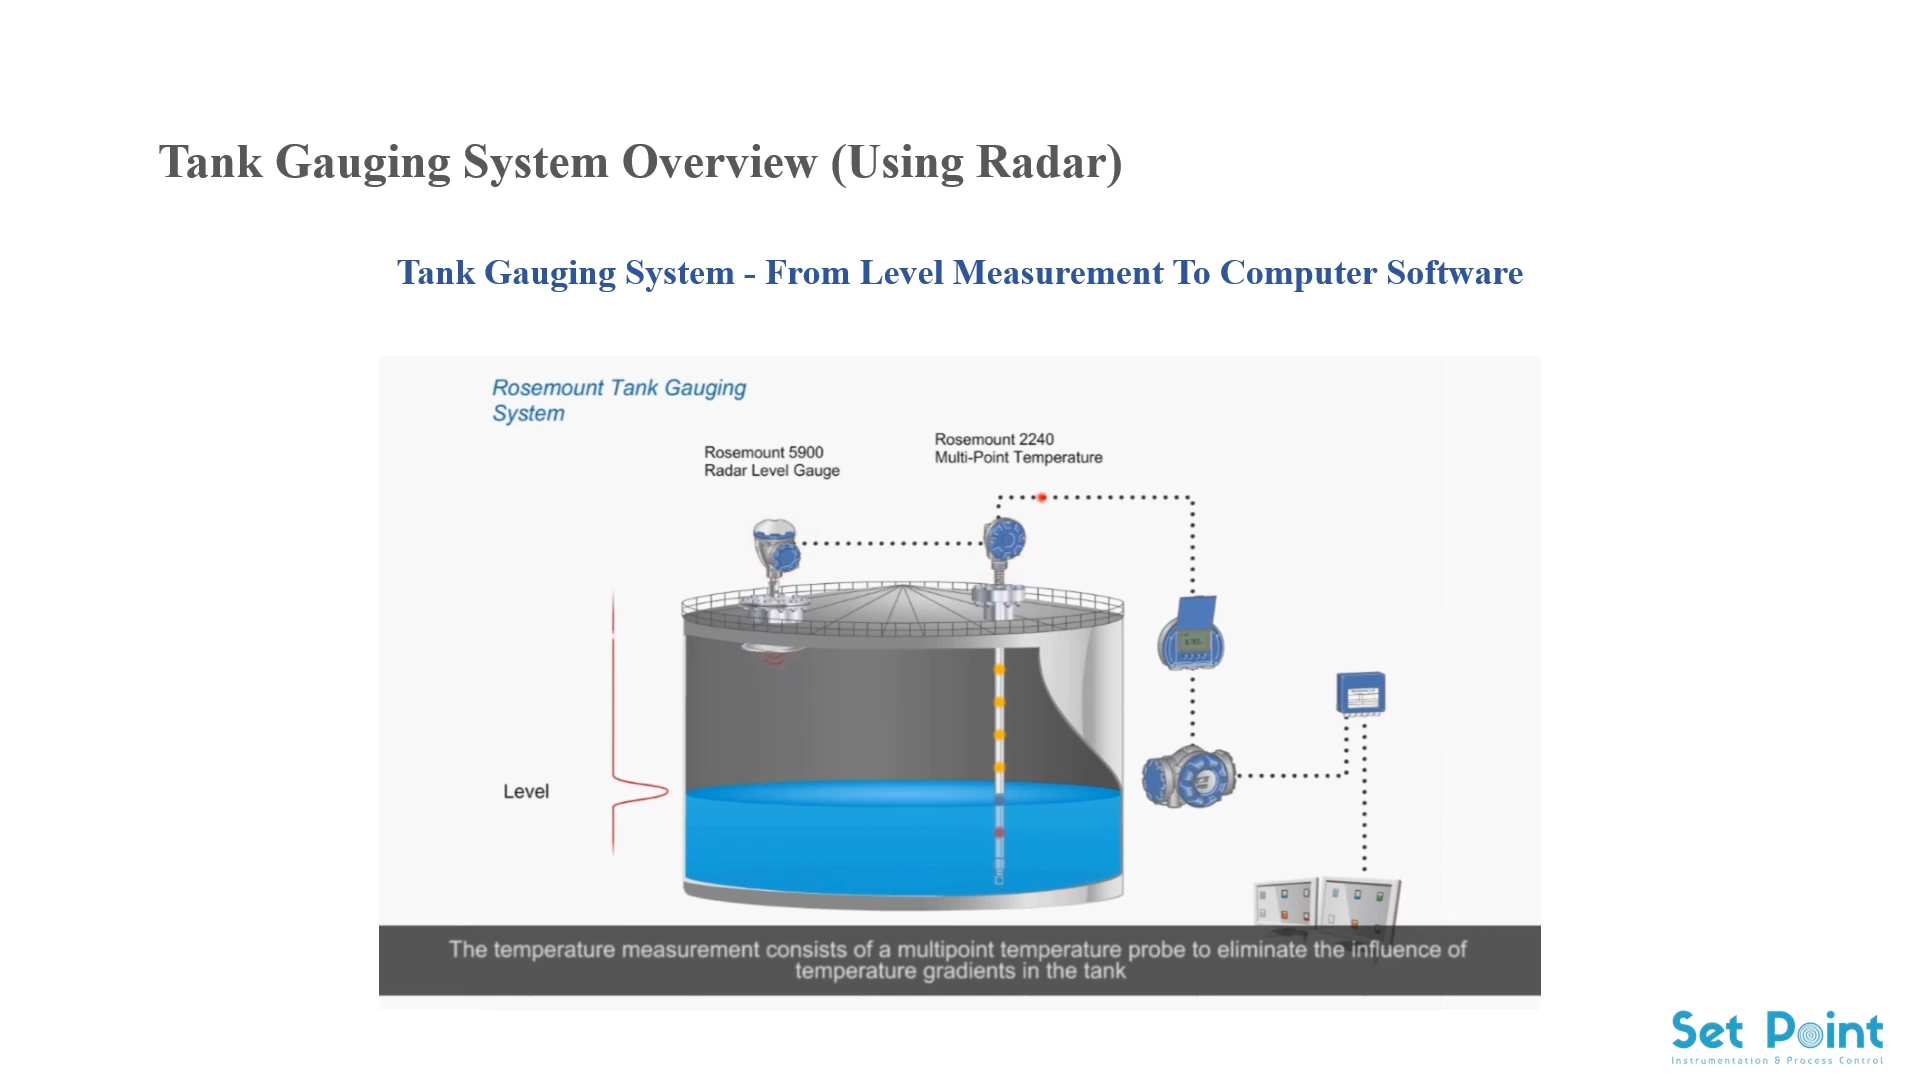 Tank Gauging System Overview (Using Radar)
Tank Gauging System - From Level Measurement To Computer Software
Rosemount Tank Gauging
System
Rosemount 5900
Radar Level Gauge
Rosemount 2240
Multi-Point Temperature
Level
The temperature measurement consists of a multipoint temperature probe to eliminate the influence of
temperature gradients in the tank
Set Point
Instrumentation & Process Control